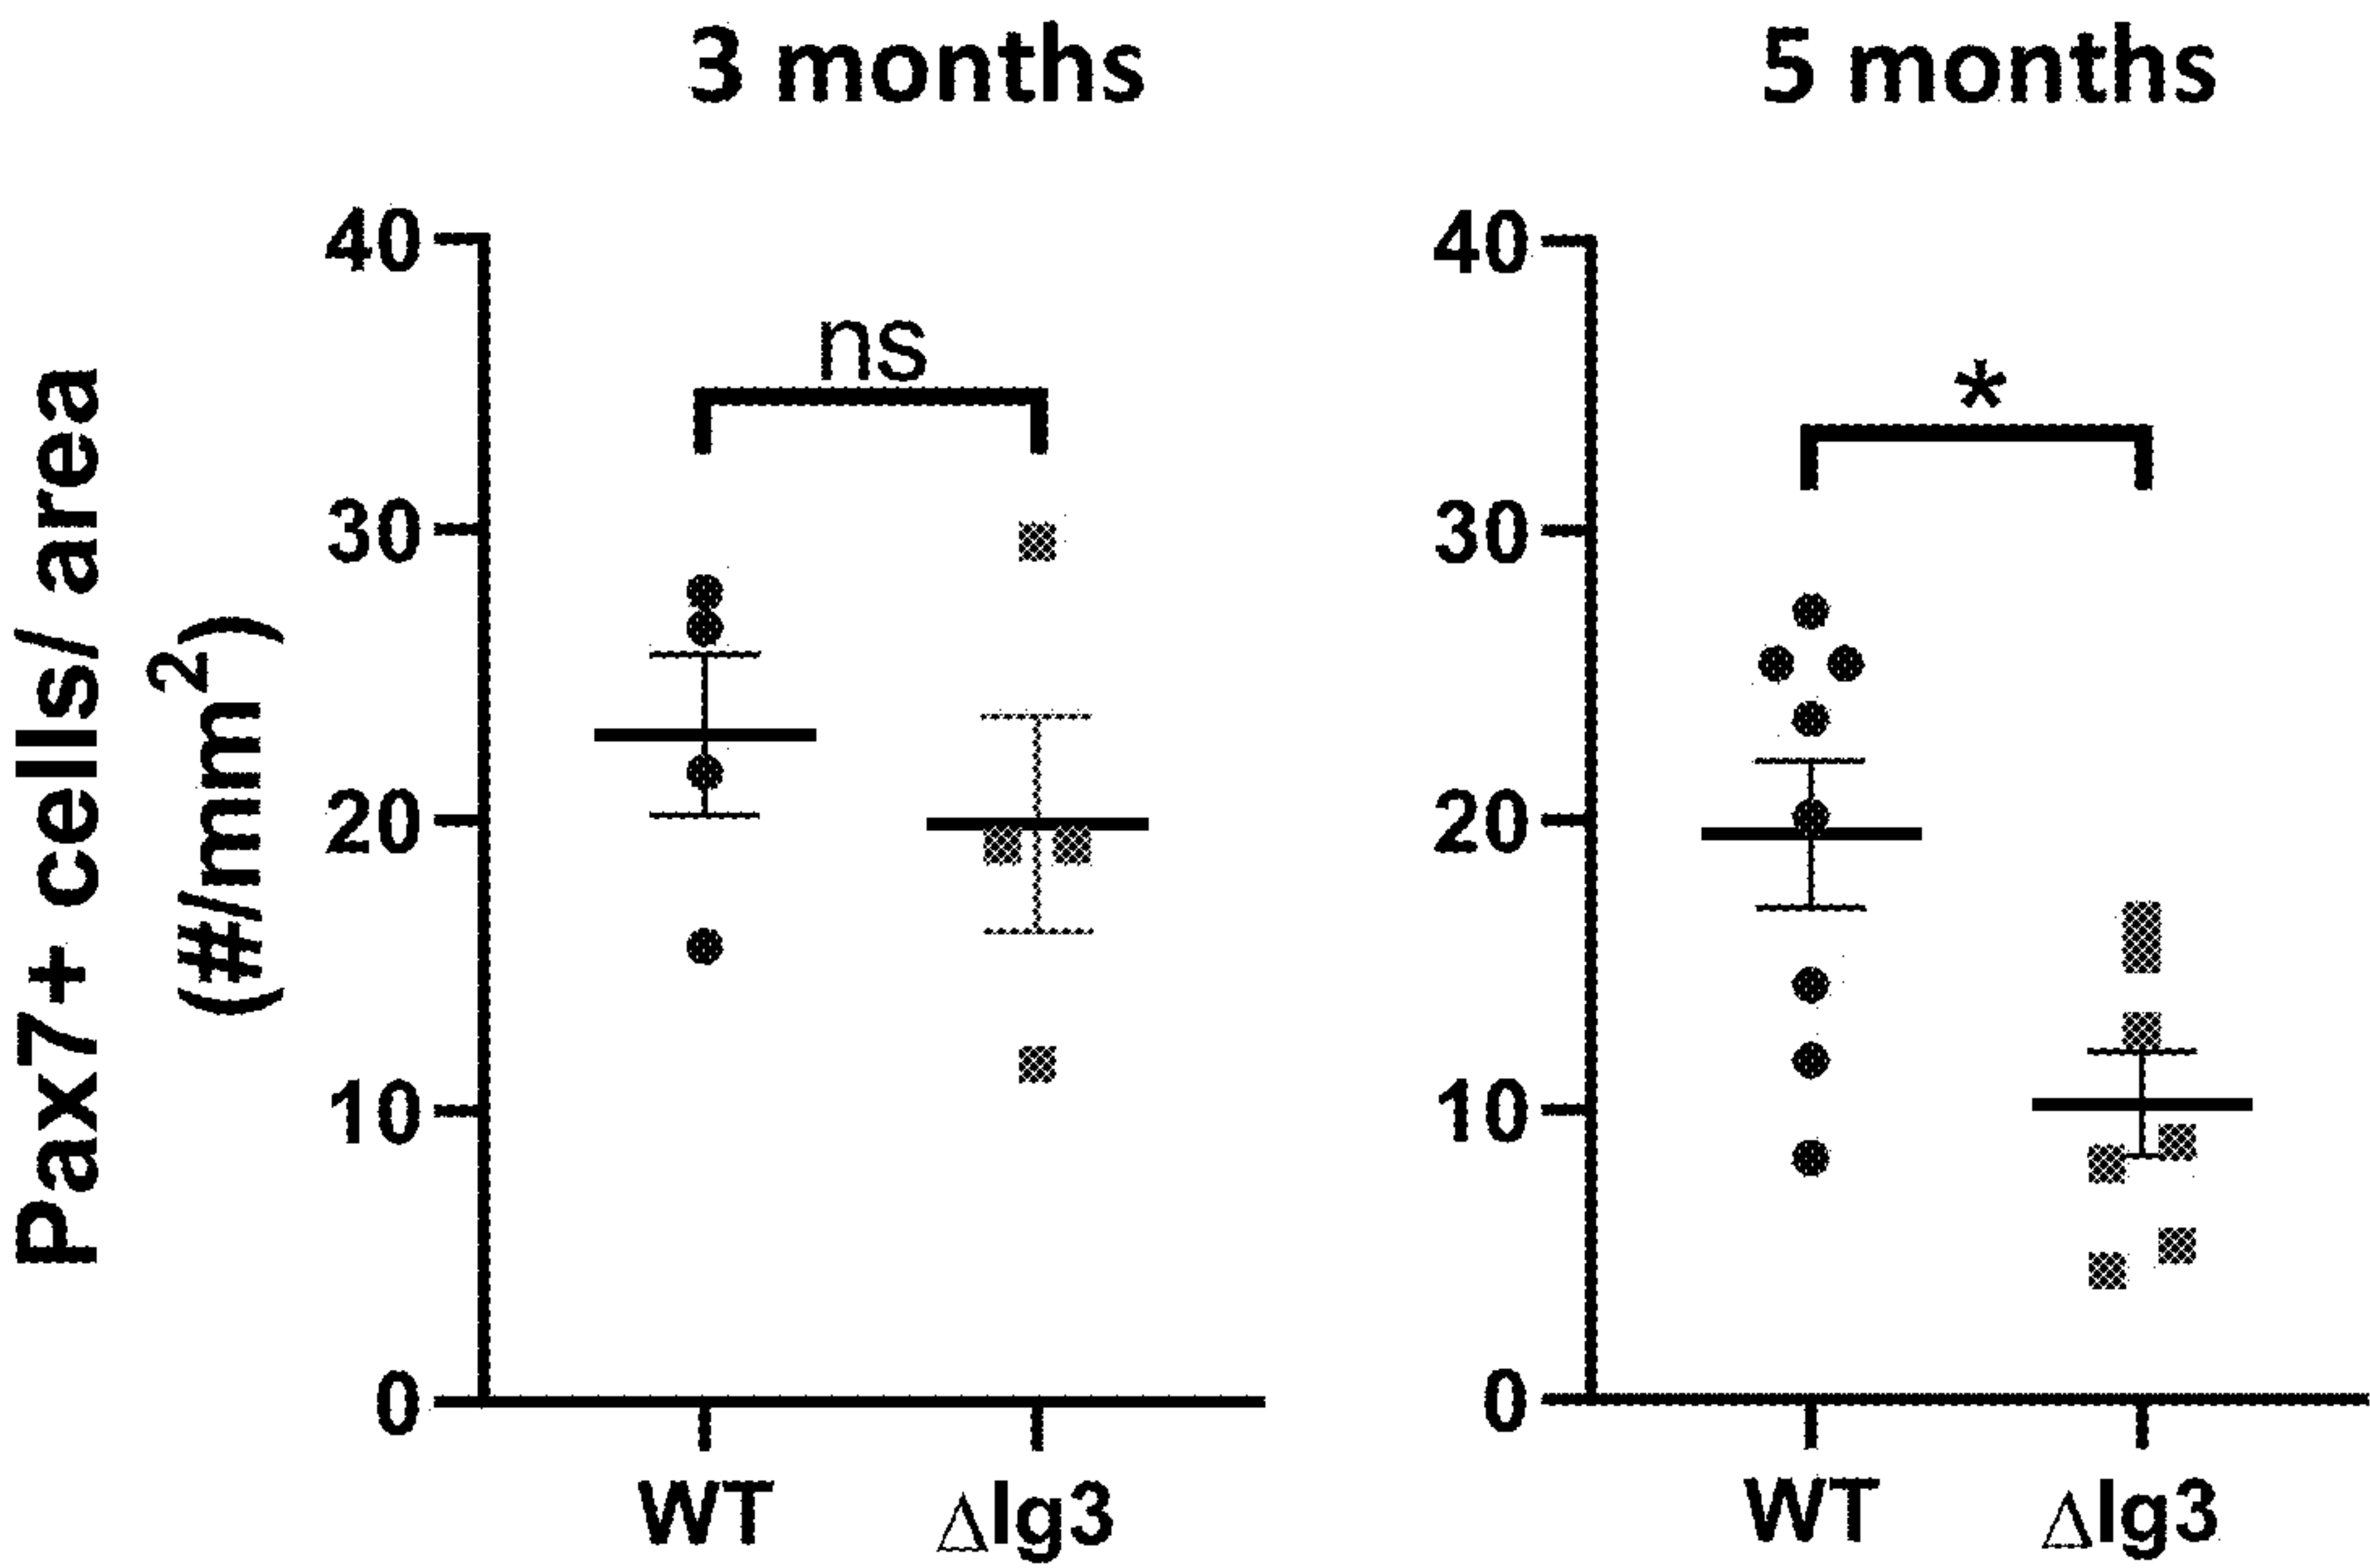 3 months
5 months
Pax7+ cells/ area
(#/mm²)
40
30
20
10
0
ns
WT
ΔIg3
40
30
20
10
0
*
WT
ΔIg3